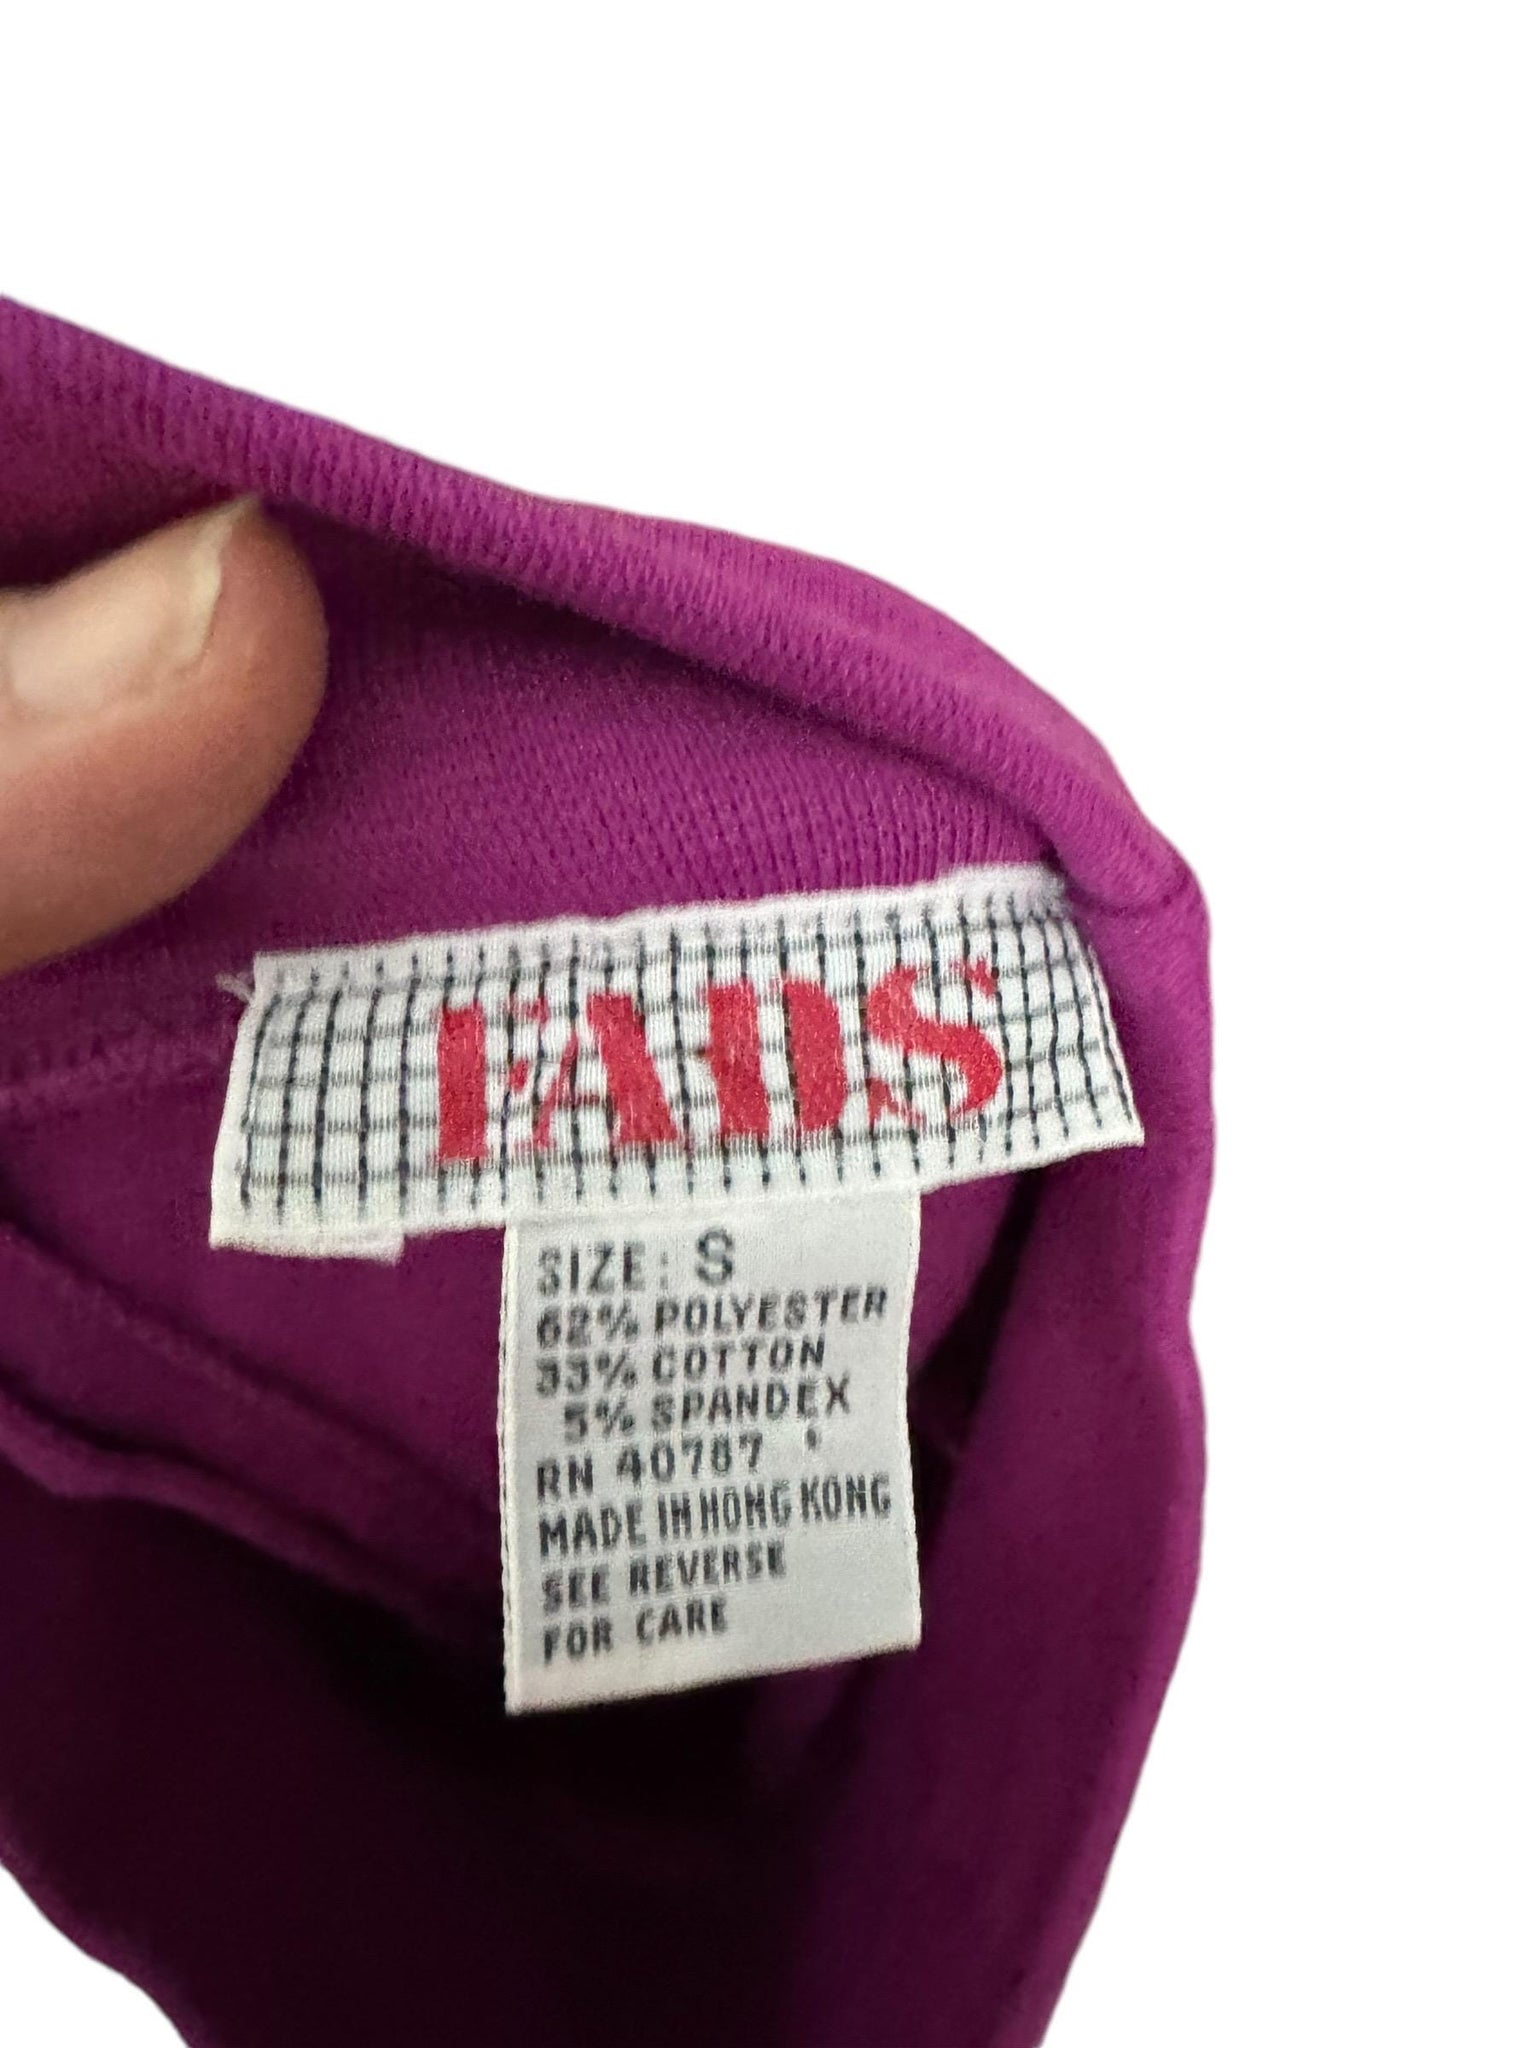 FADS
SIZE: S
62% POLYESTER
33% COTTON
5% SPANDEX
RN 40787
MADE IN HONG KONG
SEE REVERSE
FOR CARE